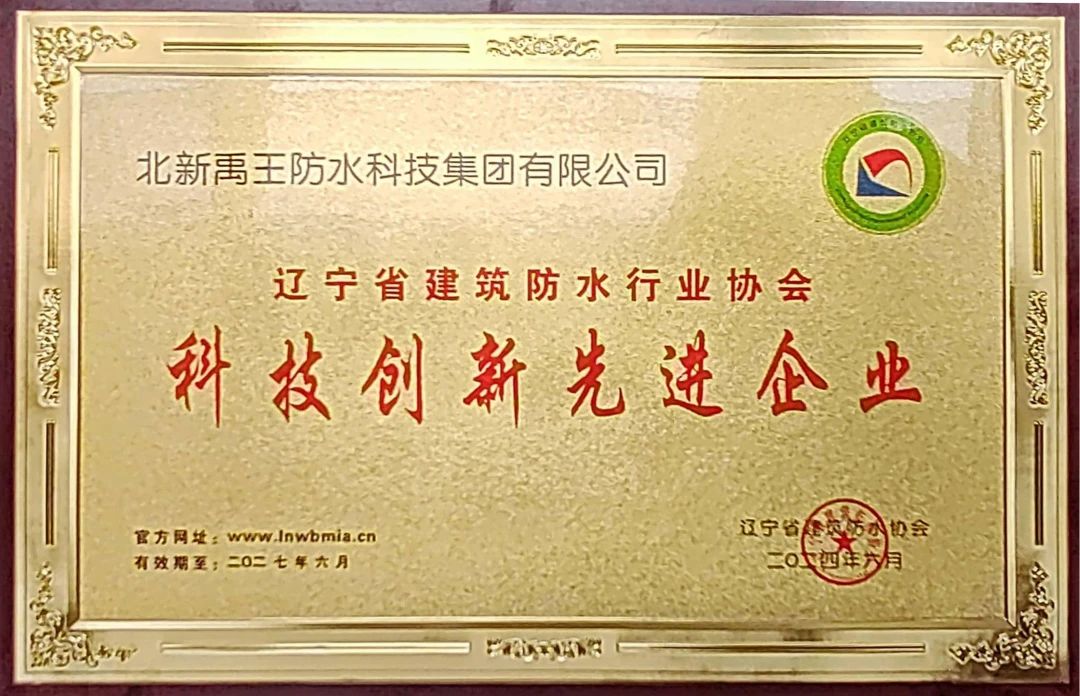 北新禹王防水科技集团有限公司
辽宁省建筑防水行业协会
科技创新先进企业
官方网址：www.lnwbmia.cn
有效期至：二〇二七年六月
辽宁省建筑防水协会
二〇二四年六月